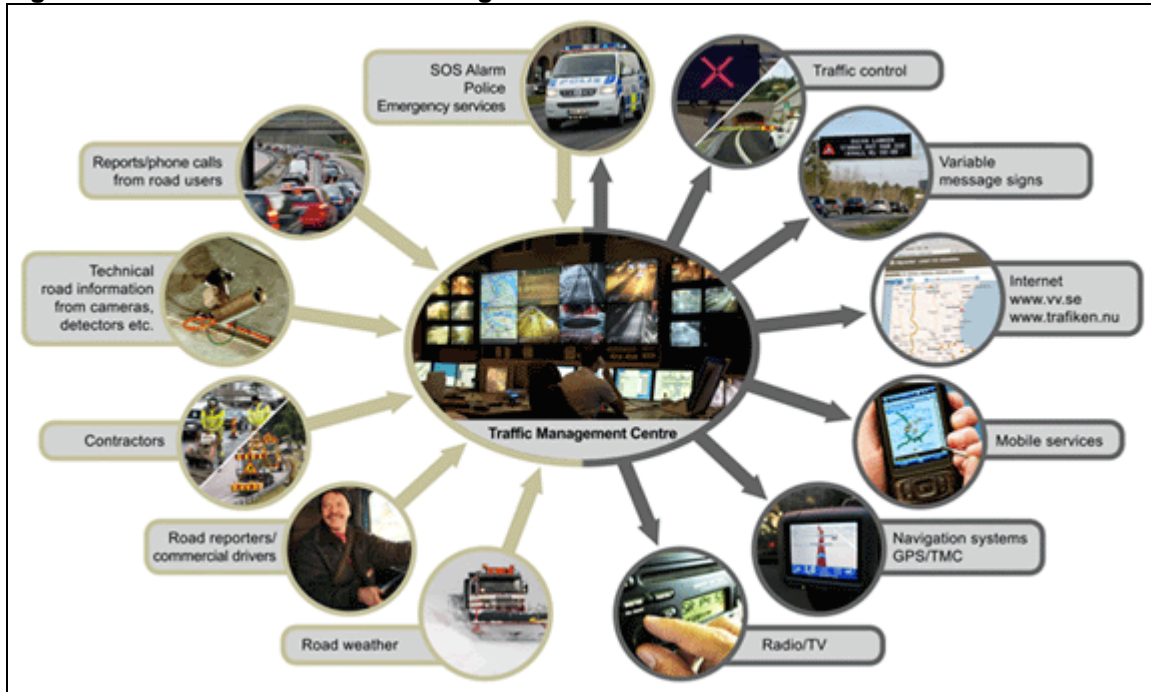 SOS Alarm
Police
Emergency services
POLIS
Traffic control
Reports/phone calls
from road users
Variable
message signs
Technical
road information
from cameras,
detectors etc.
Internet
www.vv.se
www.trafiken.nu
Traffic Management Centre
Contractors
Mobile services
Road reporters/
commercial drivers
Navigation systems
GPS/TMC
Road weather
Radio/TV